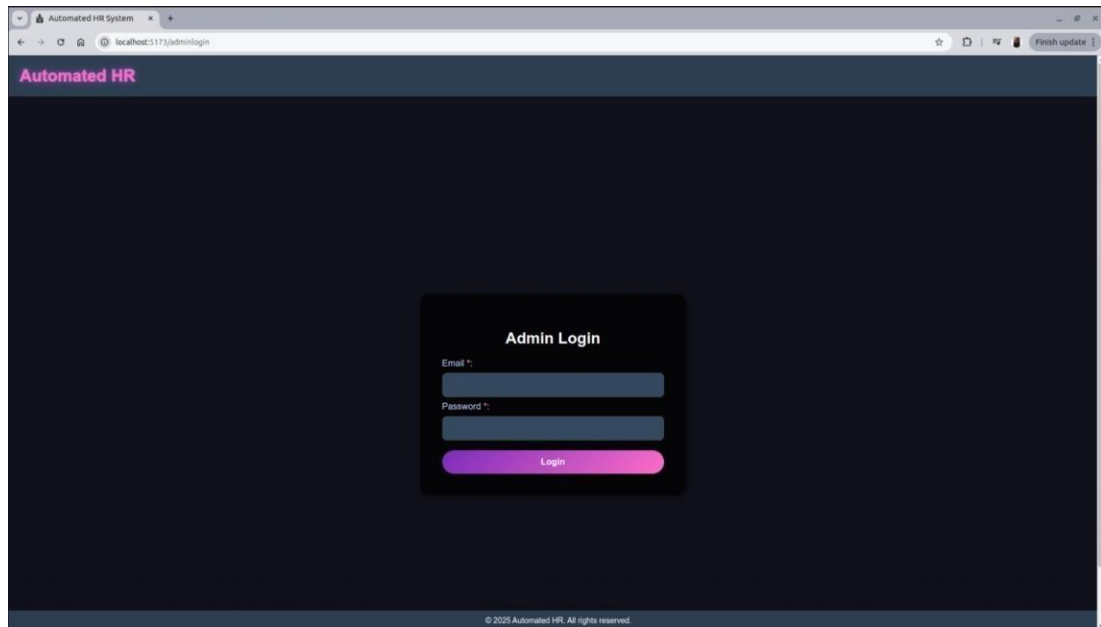 Automated HR System
localhost:5173/adminlogin
Finish update
Automated HR
Admin Login
Email *:
Password *:
Login
© 2025 Automated HR. All rights reserved.